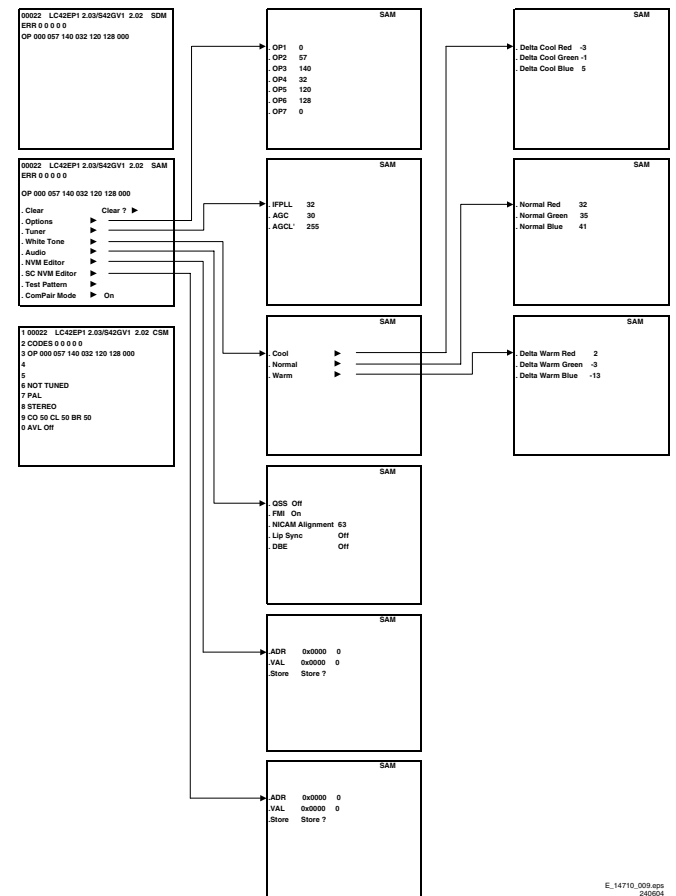 00022 LC42EP1 2.03/S42GV1 2.02 SDM
ERR 0 0 0 0 0
OP 000 057 140 032 120 128 000
SAM
. OP1 0
. OP2 57
. OP3 140
. OP4 32
. OP5 120
. OP6 128
. OP7 0
SAM
. Delta Cool Red -3
. Delta Cool Green -1
. Delta Cool Blue 5
00022 LC42EP1 2.03/S42GV1 2.02 SAM
ERR 0 0 0 0 0
OP 000 057 140 032 120 128 000
. Clear Clear ? ►
. Options ►
. Tuner ►
. White Tone ►
. Audio ►
. NVM Editor ►
. SC NVM Editor ►
. Test Pattern ►
. ComPair Mode ► On
SAM
. IFPLL 32
. AGC 30
. AGCL' 255
SAM
. Normal Red 32
. Normal Green 35
. Normal Blue 41
1 00022 LC42EP1 2.03/S42GV1 2.02 CSM
2 CODES 0 0 0 0 0
3 OP 000 057 140 032 120 128 000
4
5
6 NOT TUNED
7 PAL
8 STEREO
9 CO 50 CL 50 BR 50
0 AVL Off
SAM
. Cool ►
. Normal ►
. Warm ►
SAM
. Delta Warm Red 2
. Delta Warm Green -3
. Delta Warm Blue -13
SAM
. QSS Off
. FMI On
. NICAM Alignment 63
. Lip Sync Off
. DBE Off
SAM
.ADR 0x0000 0
.VAL 0x0000 0
.Store Store ?
SAM
.ADR 0x0000 0
.VAL 0x0000 0
.Store Store ?
E_14710_009.eps
240604